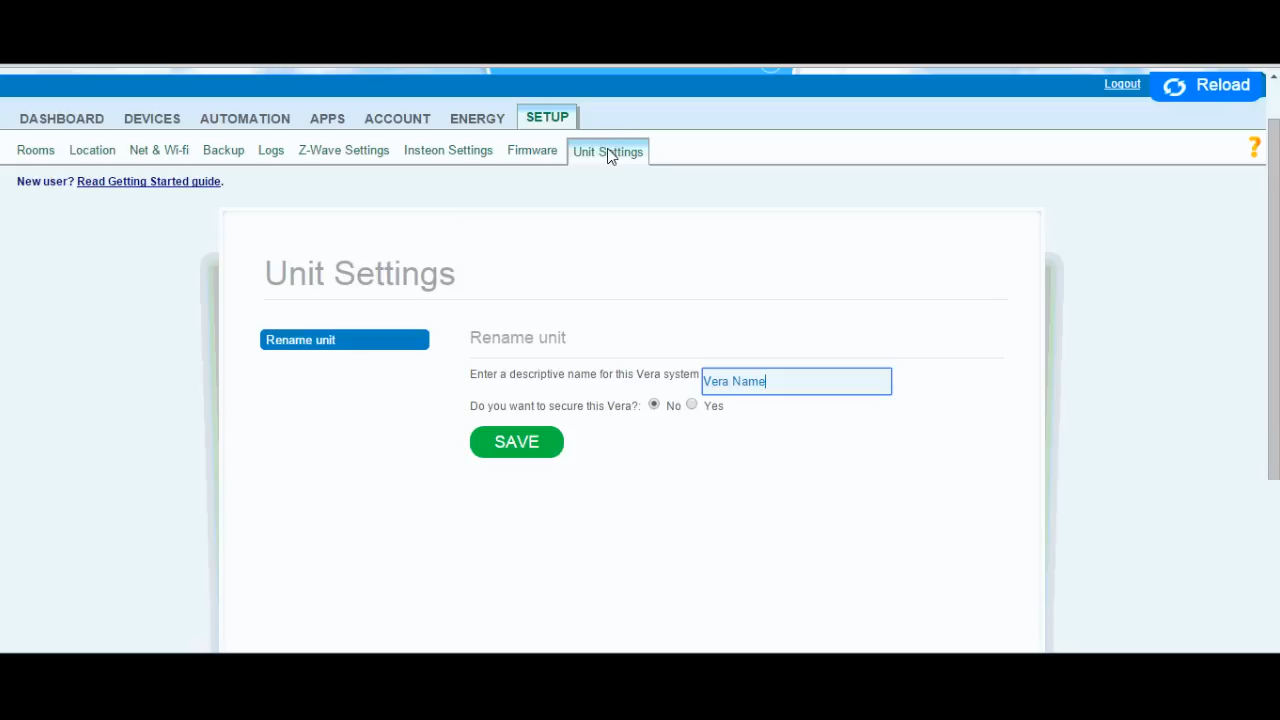 Logout Reload
DASHBOARD DEVICES AUTOMATION APPS ACCOUNT ENERGY SETUP
Rooms Location Net & Wi-fi Backup Logs Z-Wave Settings Insteon Settings Firmware Unit Settings ?
New user? Read Getting Started guide.
Unit Settings
Rename unit Rename unit
Enter a descriptive name for this Vera system Vera Name
Do you want to secure this Vera?: No Yes
SAVE